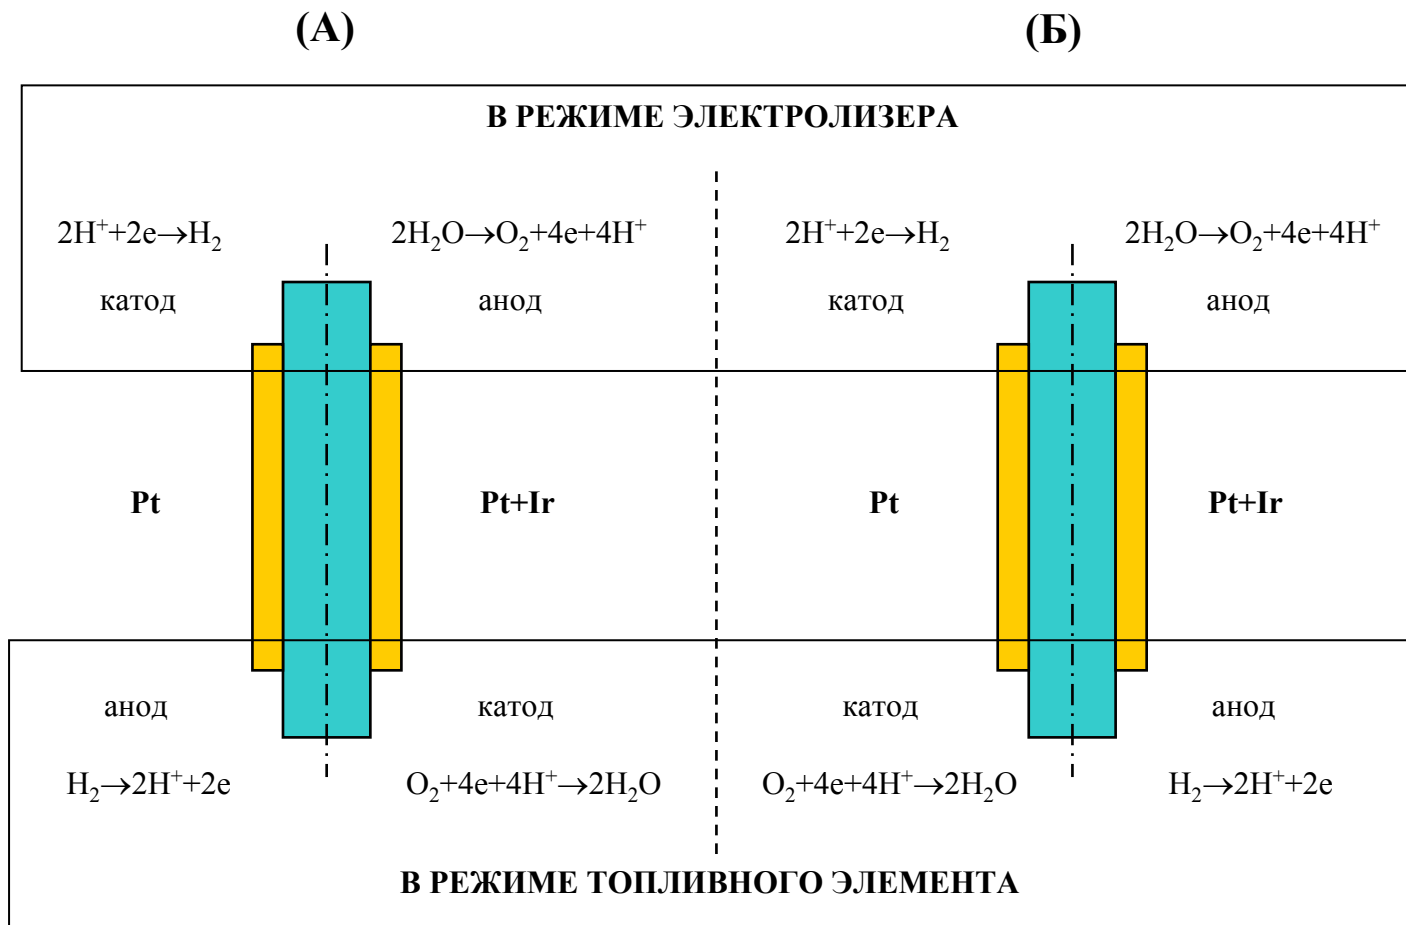 (А) (Б)
В РЕЖИМЕ ЭЛЕКТРОЛИЗЕРА
2H⁺+2e→H₂ 2H₂O→O₂+4e+4H⁺ 2H⁺+2e→H₂ 2H₂O→O₂+4e+4H⁺
катод анод катод анод
Pt Pt+Ir Pt Pt+Ir
анод катод катод анод
H₂→2H⁺+2e O₂+4e+4H⁺→2H₂O O₂+4e+4H⁺→2H₂O H₂→2H⁺+2e
В РЕЖИМЕ ТОПЛИВНОГО ЭЛЕМЕНТА